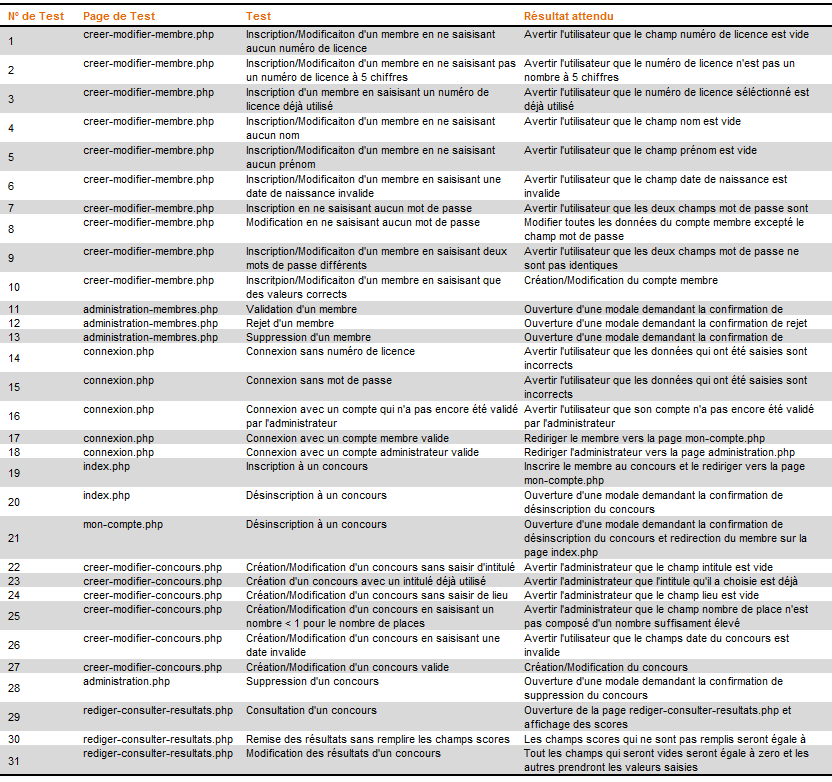 N° de Test Page de Test Test Résultat attendu
1 creer-modifier-membre.php Inscription/Modificaiton d'un membre en ne saisisant Avertir l'utilisateur que le champ numéro de licence est vide
aucun numéro de licence
2 creer-modifier-membre.php Inscription/Modificaiton d'un membre en ne saisisant pas Avertir l'utilisateur que le numéro de licence n'est pas un
un numéro de licence à 5 chiffres nombre à 5 chiffres
3 creer-modifier-membre.php Inscription d'un membre en saisisant un numéro de Avertir l'utilisateur que le numéro de licence séléctionné est
licence déjà utilisé déjà utilisé
4 creer-modifier-membre.php Inscription/Modificaiton d'un membre en ne saisisant Avertir l'utilisateur que le champ nom est vide
aucun nom
5 creer-modifier-membre.php Inscription/Modificaiton d'un membre en ne saisisant Avertir l'utilisateur que le champ prénom est vide
aucun prénom
6 creer-modifier-membre.php Inscription/Modificaiton d'un membre en saisisant une Avertir l'utilisateur que le champ date de naissance est
date de naissance invalide invalide
7 creer-modifier-membre.php Inscription en ne saisisant aucun mot de passe Avertir l'utilisateur que les deux champs mot de passe sont
8 creer-modifier-membre.php Modification en ne saisisant aucun mot de passe Modifier toutes les données du compte membre excepté le
champ mot de passe
9 creer-modifier-membre.php Inscription/Modificaiton d'un membre en saisisant deux Avertir l'utilisateur que les deux champs mot de passe ne
mots de passe différents sont pas identiques
10 creer-modifier-membre.php Inscritpion/Modificaiton d'un membre en saisisant que Création/Modification du compte membre
des valeurs corrects
11 administration-membres.php Validation d'un membre Ouverture d'une modale demandant la confirmation de
12 administration-membres.php Rejet d'un membre Ouverture d'une modale demandant la confirmation de rejet
13 administration-membres.php Suppression d'un membre Ouverture d'une modale demandant la confirmation de
14 connexion.php Connexion sans numéro de licence Avertir l'utilisateur que les données qui ont été saisies sont
incorrects
15 connexion.php Connexion sans mot de passe Avertir l'utilisateur que les données qui ont été saisies sont
incorrects
16 connexion.php Connexion avec un compte qui n'a pas encore été validé Avertir l'utilisateur que son compte n'a pas encore été validé
par l'administrateur par l'administrateur
17 connexion.php Connexion avec un compte membre valide Rediriger le membre vers la page mon-compte.php
18 connexion.php Connexion avec un compte administrateur valide Rediriger l'administrateur vers la page administration.php
19 index.php Inscription à un concours Inscrire le membre au concours et le rediriger vers la page
mon-compte.php
20 index.php Désinscription à un concours Ouverture d'une modale demandant la confirmation de
désinscription du concours
21 mon-compte.php Désinscription à un concours Ouverture d'une modale demandant la confirmation de
désinscription du concours et redirection du membre sur la
page index.php
22 creer-modifier-concours.php Création/Modification d'un concours sans saisir d'intitulé Avertir l'administrateur que le champ intitule est vide
23 creer-modifier-concours.php Création d'un concours avec un intitulé déjà utilisé Avertir l'administrateur que l'intitule qu'il a choisie est déjà
24 creer-modifier-concours.php Création/Modification d'un concours sans saisir de lieu Avertir l'administrateur que le champ lieu est vide
25 creer-modifier-concours.php Création/Modification d'un concours en saisisant un Avertir l'administrateur que le champ nombre de place n'est
nombre < 1 pour le nombre de places pas composé d'un nombre suffisament élevé
26 creer-modifier-concours.php Création/Modification d'un concours en saisisant une Avertir l'utilisateur que le champs date du concours est
date invalide invalide
27 creer-modifier-concours.php Création/Modification d'un concours valide Création/Modification du concours
28 administration.php Suppression d'un concours Ouverture d'une modale demandant la confirmation de
suppression du concours
29 rediger-consulter-resultats.php Consultation d'un concours Ouverture de la page rediger-consulter-resultats.php et
affichage des scores
30 rediger-consulter-resultats.php Remise des résultats sans remplire les champs scores Les champs scores qui ne sont pas remplis seront égale à
31 rediger-consulter-resultats.php Modification des résultats d'un concours Tout les champs qui seront vides seront égale à zero et les
autres prendront les valeurs saisies